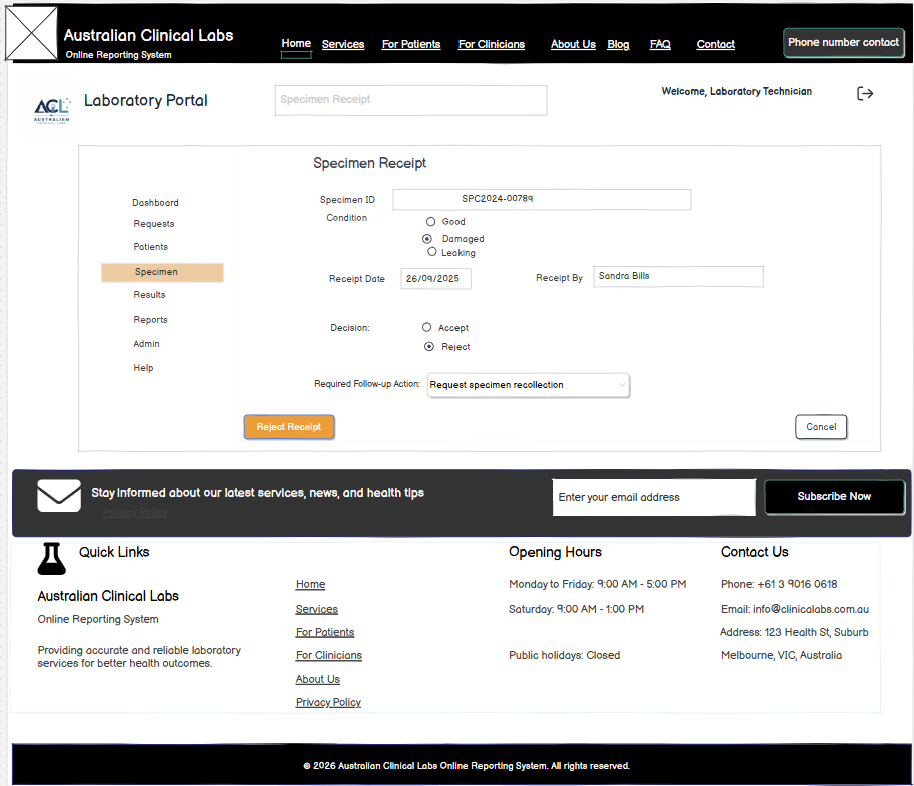 Australian Clinical Labs
Online Reporting System
Home Services For Patients For Clinicians About Us Blog FAQ Contact
Phone number contact
ACL
AUSTRALIAN
Laboratory Portal
Specimen Receipt
Welcome, Laboratory Technician
Specimen Receipt
Dashboard
Requests
Patients
Specimen
Results
Reports
Admin
Help
Specimen ID SPC2024-00789
Condition
Good
Damaged
Leaking
Receipt Date 26/09/2025 Receipt By Sandra Bills
Decision: Accept
Reject
Required Follow-up Action: Request specimen recollection
Reject Receipt Cancel
Stay Informed about our latest services, news, and health tips
Privacy Policy
Enter your email address Subscribe Now
Quick Links
Australian Clinical Labs
Online Reporting System
Providing accurate and reliable laboratory
services for better health outcomes.
Home
Services
For Patients
For Clinicians
About Us
Privacy Policy
Opening Hours
Monday to Friday: 9:00 AM - 5:00 PM
Saturday: 9:00 AM - 1:00 PM
Public holidays: Closed
Contact Us
Phone: +61 3 9016 0618
Email: info@clinicalabs.com.au
Address: 123 Health St, Suburb
Melbourne, VIC, Australia
© 2026 Australian Clinical Labs Online Reporting System. All rights reserved.